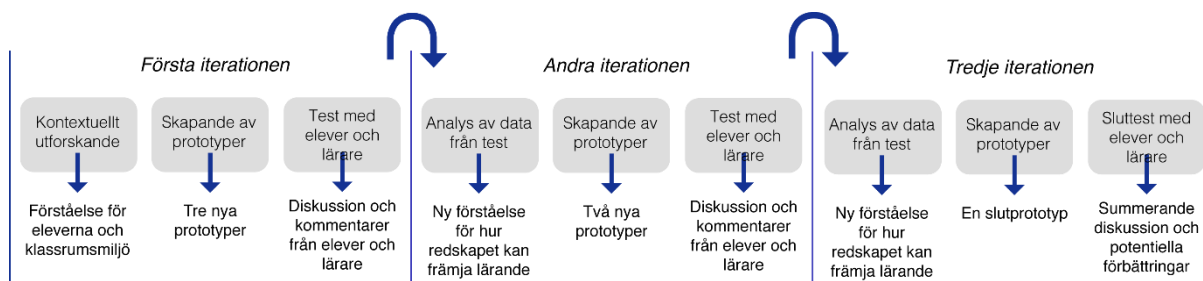 Första iterationen
Kontextuellt
utforskande
Förståelse för
eleverna och
klassrumsmiljö
Skapande av
prototyper
Tre nya
prototyper
Test med
elever och
lärare
Diskussion och
kommentarer
från elever och
lärare
Andra iterationen
Analys av data
från test
Ny förståelse
för hur
redskapet kan
främja lärande
Skapande av
prototyper
Två nya
prototyper
Test med
elever och
lärare
Diskussion och
kommentarer
från elever och
lärare
Tredje iterationen
Analys av data
från test
Ny förståelse
för hur
redskapet kan
främja lärande
Skapande av
prototyper
En slutprototyp
Sluttest med
elever och
lärare
Summerande
diskussion och
potentiella
förbättringar